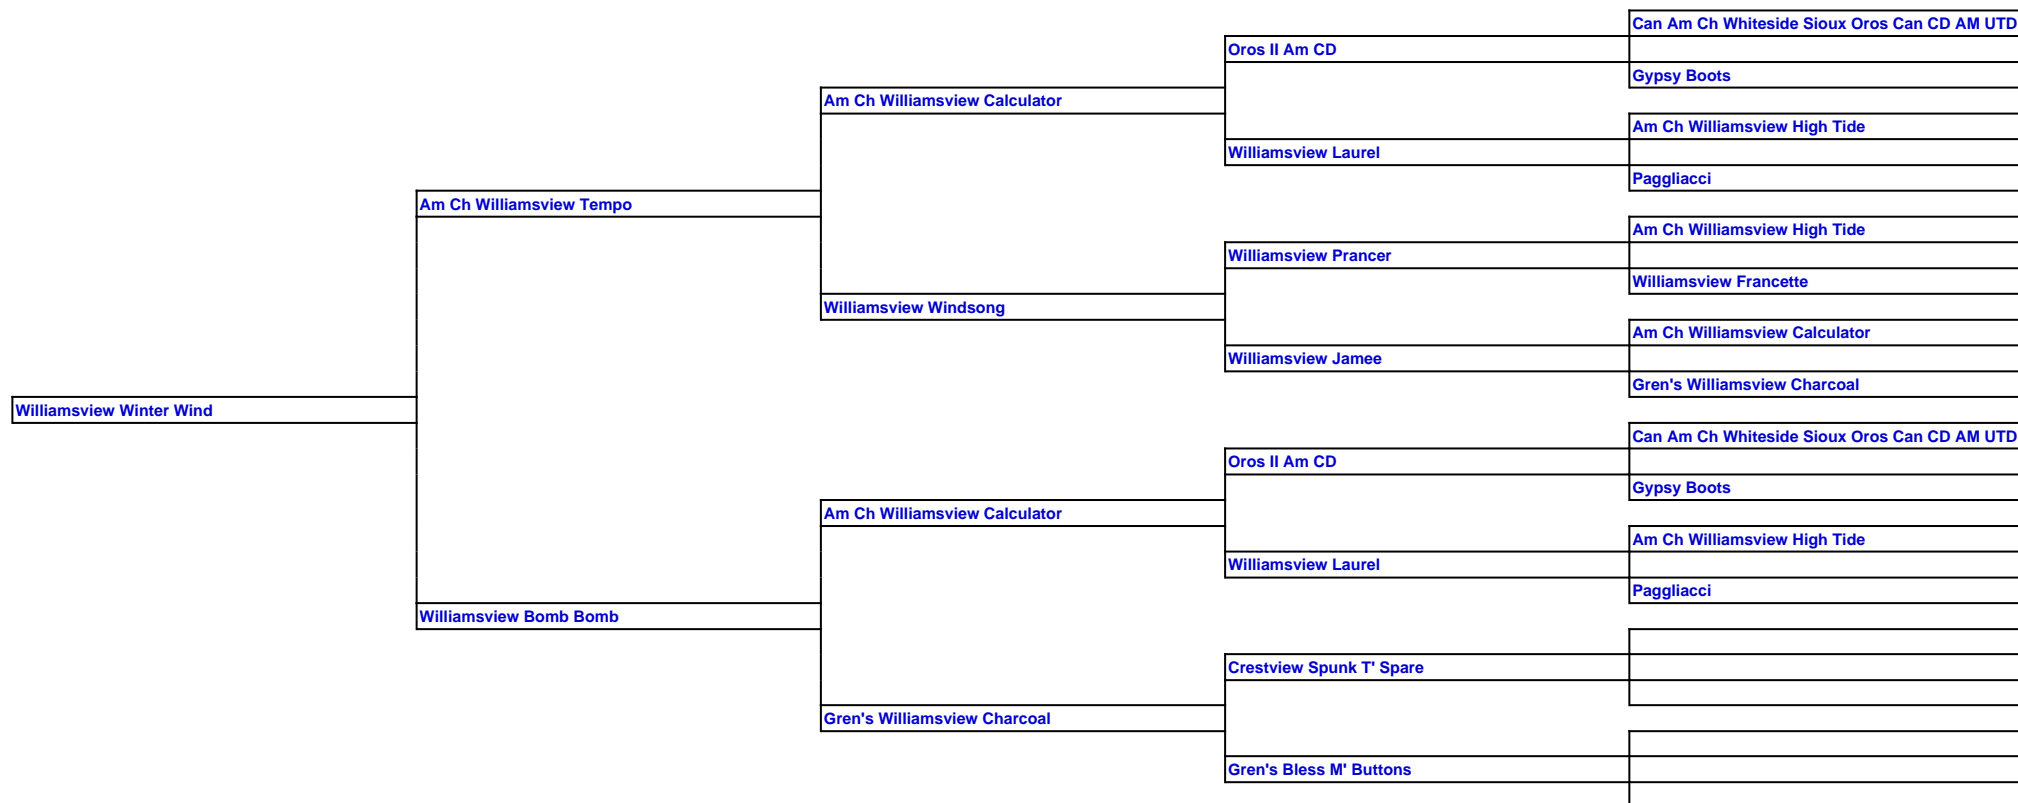 Can Am Ch Whiteside Sioux Oros Can CD AM UTD
Oros II Am CD
Gypsy Boots
Am Ch Williamsview Calculator
Am Ch Williamsview High Tide
Williamsview Laurel
Paggliacci
Am Ch Williamsview Tempo
Am Ch Williamsview High Tide
Williamsview Prancer
Williamsview Francette
Williamsview Windsong
Am Ch Williamsview Calculator
Williamsview Jamee
Gren's Williamsview Charcoal
Williamsview Winter Wind
Can Am Ch Whiteside Sioux Oros Can CD AM UTD
Oros II Am CD
Gypsy Boots
Am Ch Williamsview Calculator
Am Ch Williamsview High Tide
Williamsview Laurel
Paggliacci
Williamsview Bomb Bomb
Crestview Spunk T' Spare
Gren's Williamsview Charcoal
Gren's Bless M' Buttons